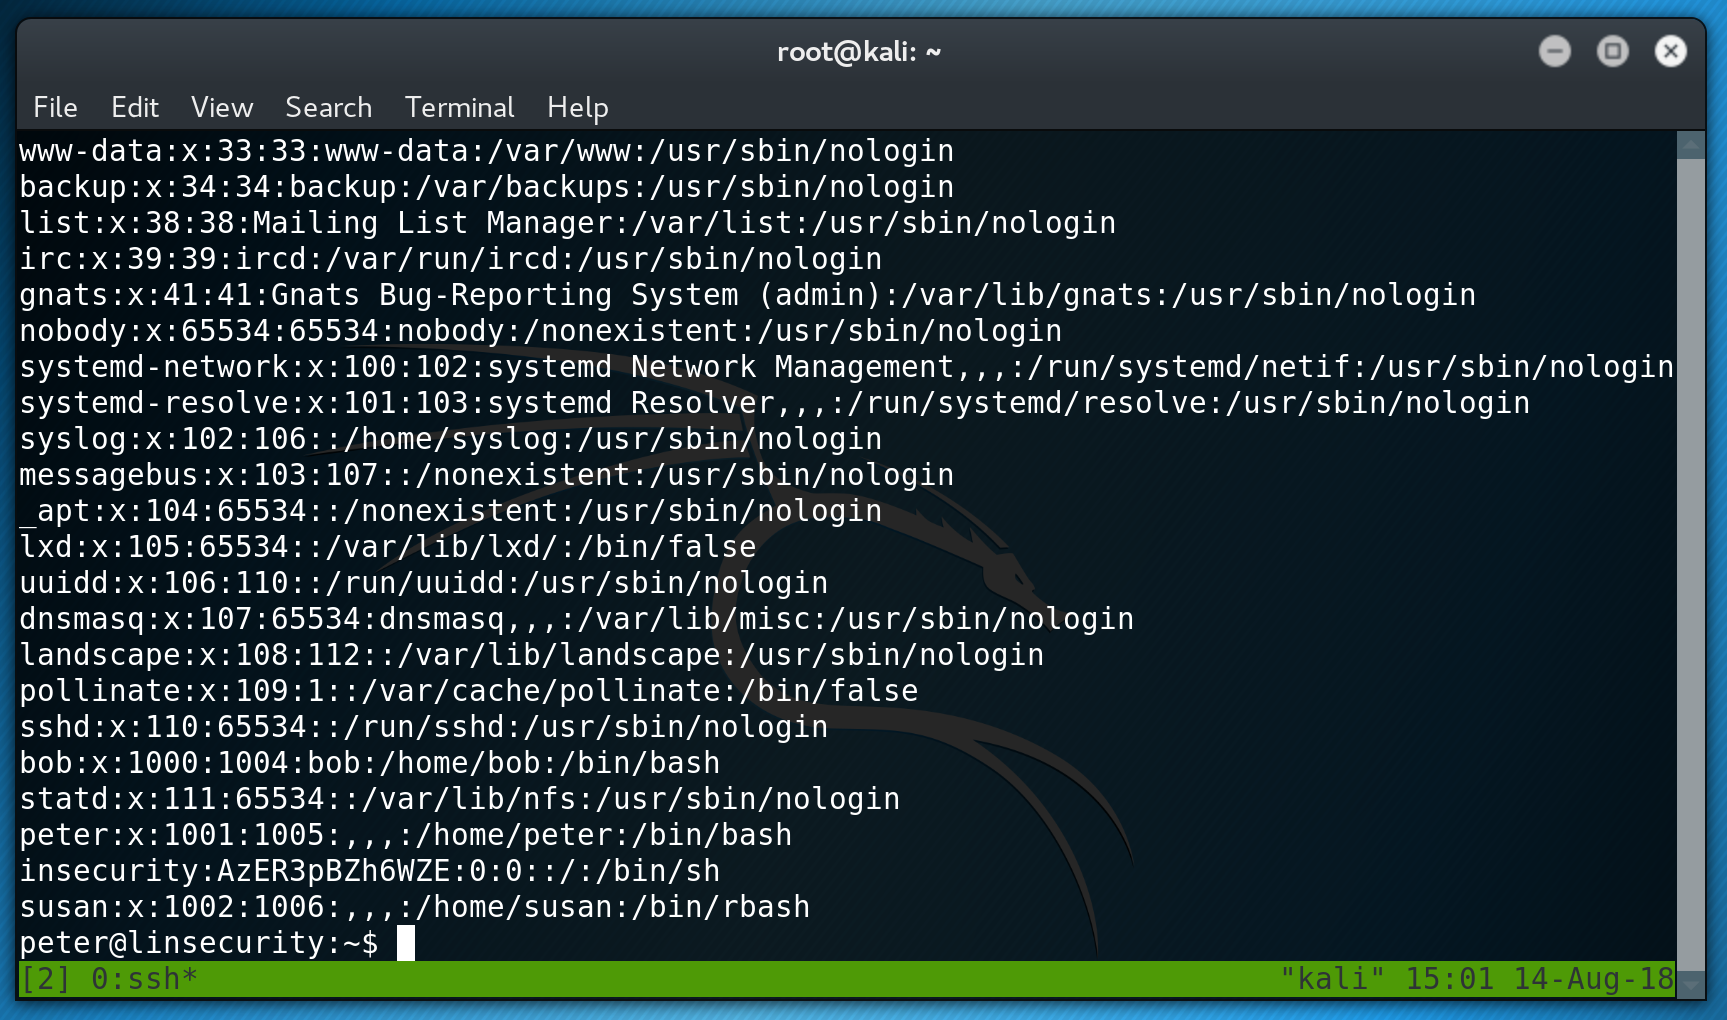 root@kali: ~
File Edit View Search Terminal Help
www-data:x:33:33:www-data:/var/www:/usr/sbin/nologin
backup:x:34:34:backup:/var/backups:/usr/sbin/nologin
list:x:38:38:Mailing List Manager:/var/list:/usr/sbin/nologin
irc:x:39:39:ircd:/var/run/ircd:/usr/sbin/nologin
gnats:x:41:41:Gnats Bug-Reporting System (admin):/var/lib/gnats:/usr/sbin/nologin
nobody:x:65534:65534:nobody:/nonexistent:/usr/sbin/nologin
systemd-network:x:100:102:systemd Network Management,,,:/run/systemd/netif:/usr/sbin/nologin
systemd-resolve:x:101:103:systemd Resolver,,,:/run/systemd/resolve:/usr/sbin/nologin
syslog:x:102:106::/home/syslog:/usr/sbin/nologin
messagebus:x:103:107::/nonexistent:/usr/sbin/nologin
_apt:x:104:65534::/nonexistent:/usr/sbin/nologin
lxd:x:105:65534::/var/lib/lxd/:/bin/false
uuidd:x:106:110::/run/uuidd:/usr/sbin/nologin
dnsmasq:x:107:65534:dnsmasq,,,:/var/lib/misc:/usr/sbin/nologin
landscape:x:108:112::/var/lib/landscape:/usr/sbin/nologin
pollinate:x:109:1::/var/cache/pollinate:/bin/false
sshd:x:110:65534::/run/sshd:/usr/sbin/nologin
bob:x:1000:1004:bob:/home/bob:/bin/bash
statd:x:111:65534::/var/lib/nfs:/usr/sbin/nologin
peter:x:1001:1005:,,,:/home/peter:/bin/bash
insecurity:AzER3pBZh6WZE:0:0::/:/bin/sh
susan:x:1002:1006:,,,:/home/susan:/bin/rbash
peter@linsecurity:~$
[2] 0:ssh* "kali" 15:01 14-Aug-18